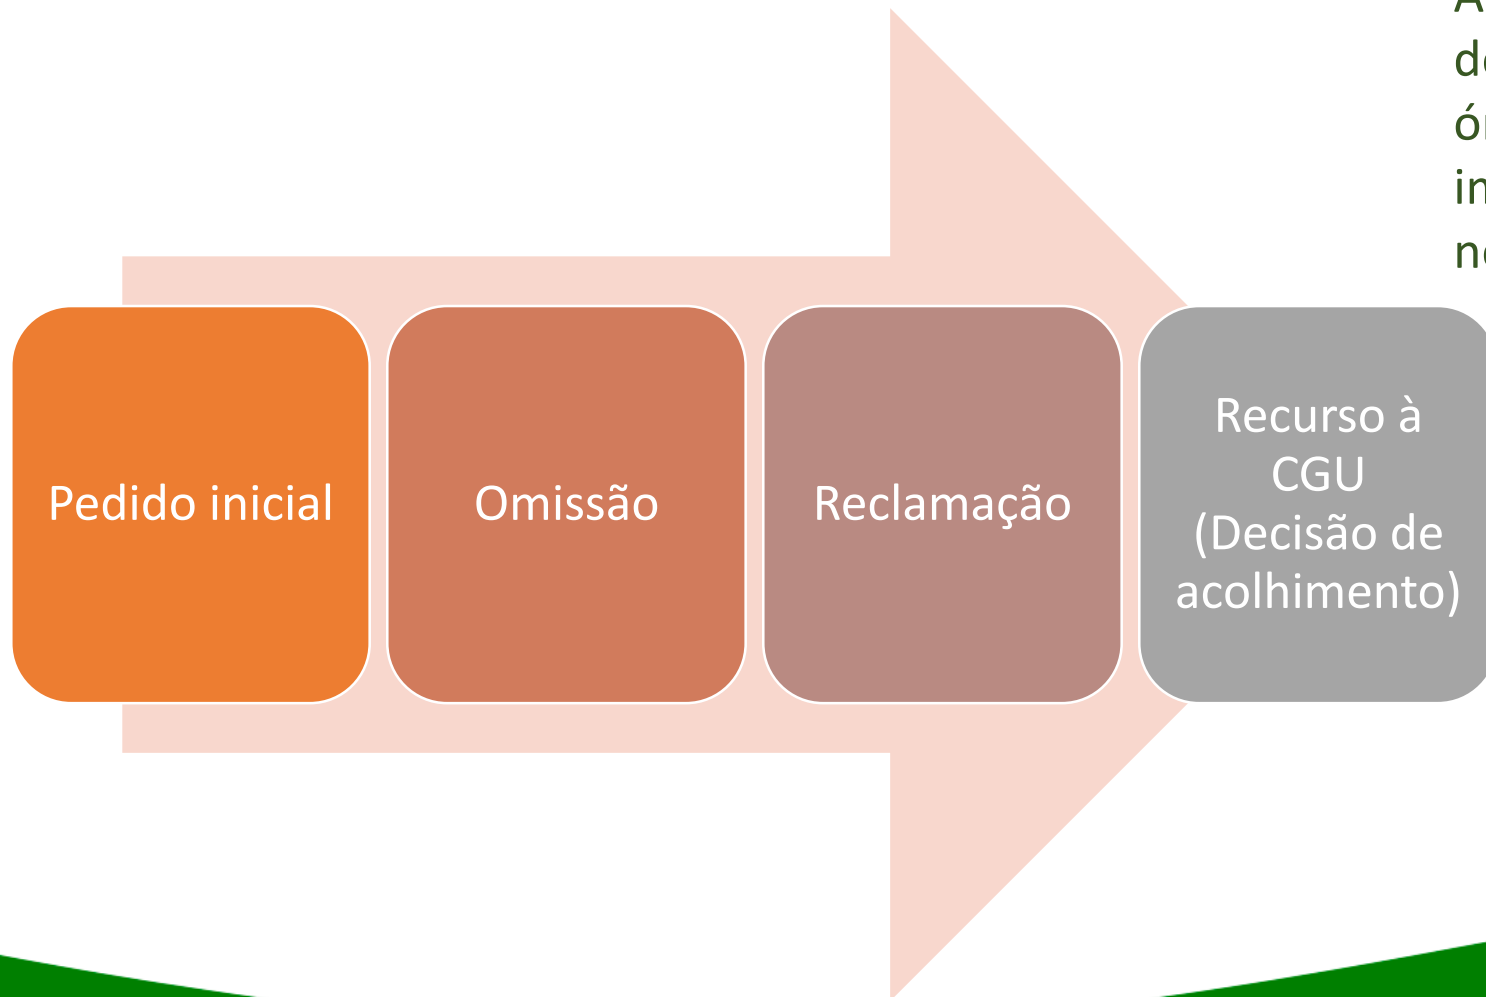 Pedido inicial
Omissão
Reclamação
Recurso à
CGU
(Decisão de
acolhimento)